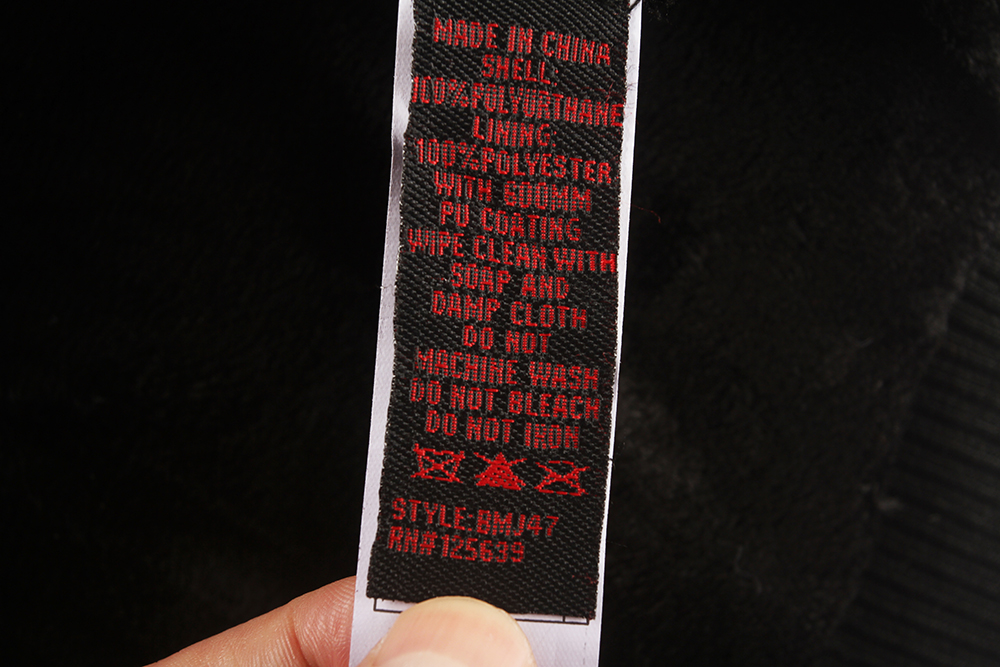 MADE IN CHINA
SHELL:
100%POLYURTHANE
LINING:
100%POLYESTER
WITH 600MM
PU COATING
WIPE CLEAN WITH
SOAP AND
DAMP CLOTH
DO NOT
MACHINE WASH
DO NOT BLEACH
DO NOT IRON
STYLE:BMJ47
RN#125639